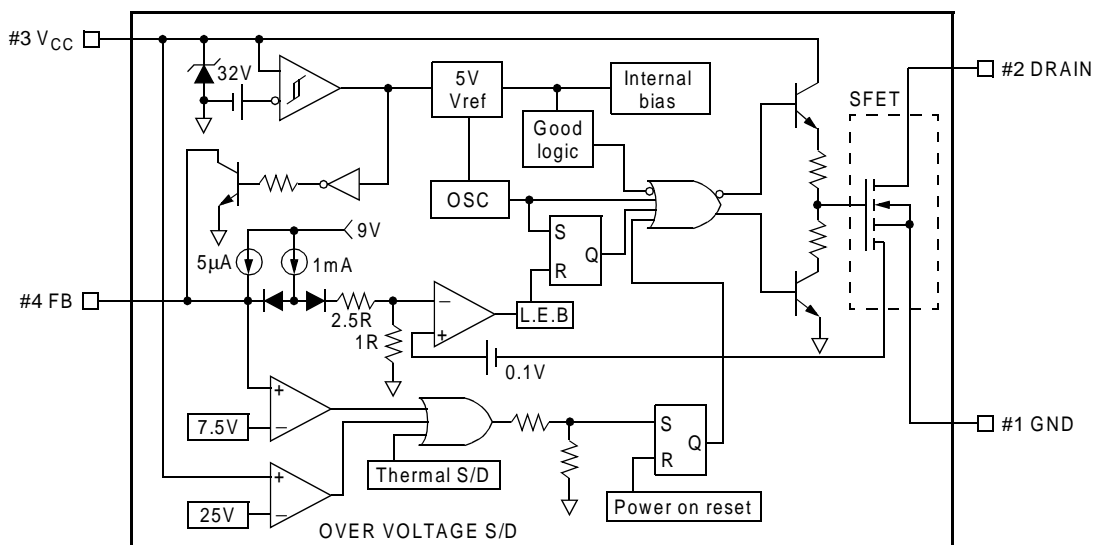 #3 VCC
32V
5V
Vref
Internal
bias
#2 DRAIN
SFET
Good
logic
OSC
9V
5µA
1mA
S
Q
R
#4 FB
2.5R
1R
−
+
L.E.B
0.1V
+
−
7.5V
S
Q
R
#1 GND
Thermal S/D
+
−
25V
Power on reset
OVER VOLTAGE S/D